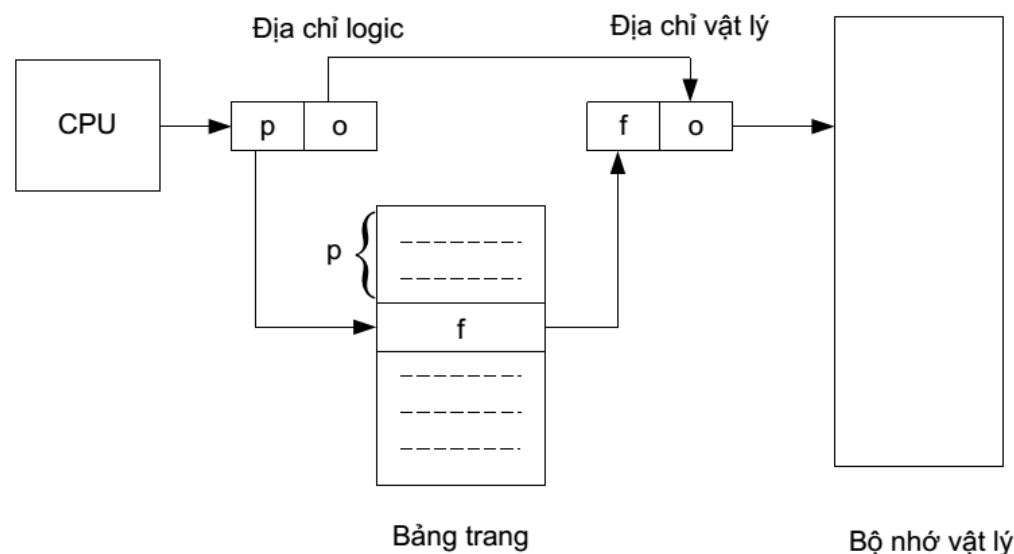 Địa chỉ logic
Địa chỉ vật lý
CPU
p
o
f
o
p
f
Bảng trang
Bộ nhớ vật lý